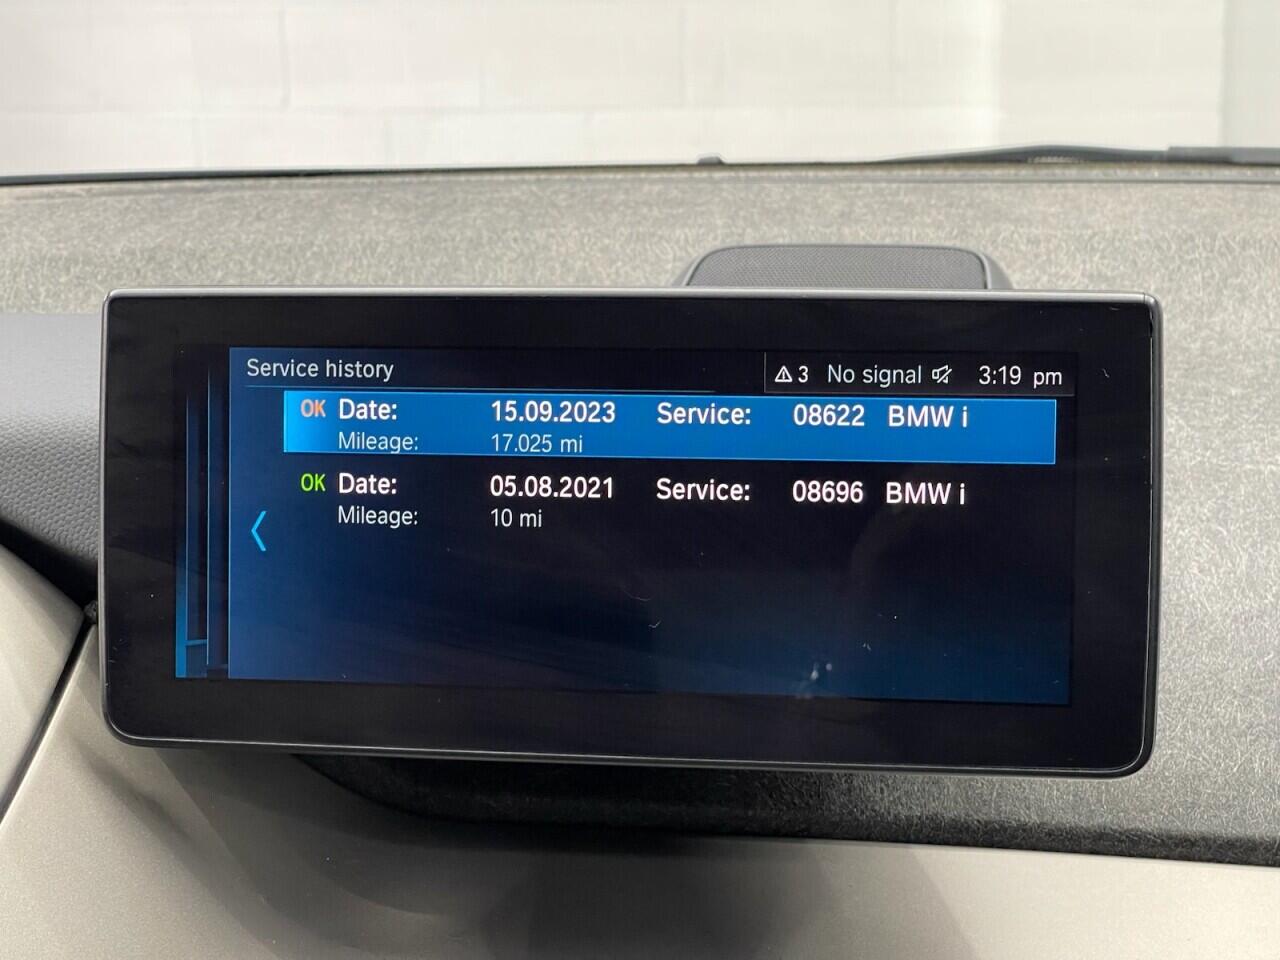 Service history
⚠ 3 No signal 3:19 pm
OK Date: 15.09.2023 Service: 08622 BMW i
Mileage: 17.025 mi
OK Date: 05.08.2021 Service: 08696 BMW i
Mileage: 10 mi